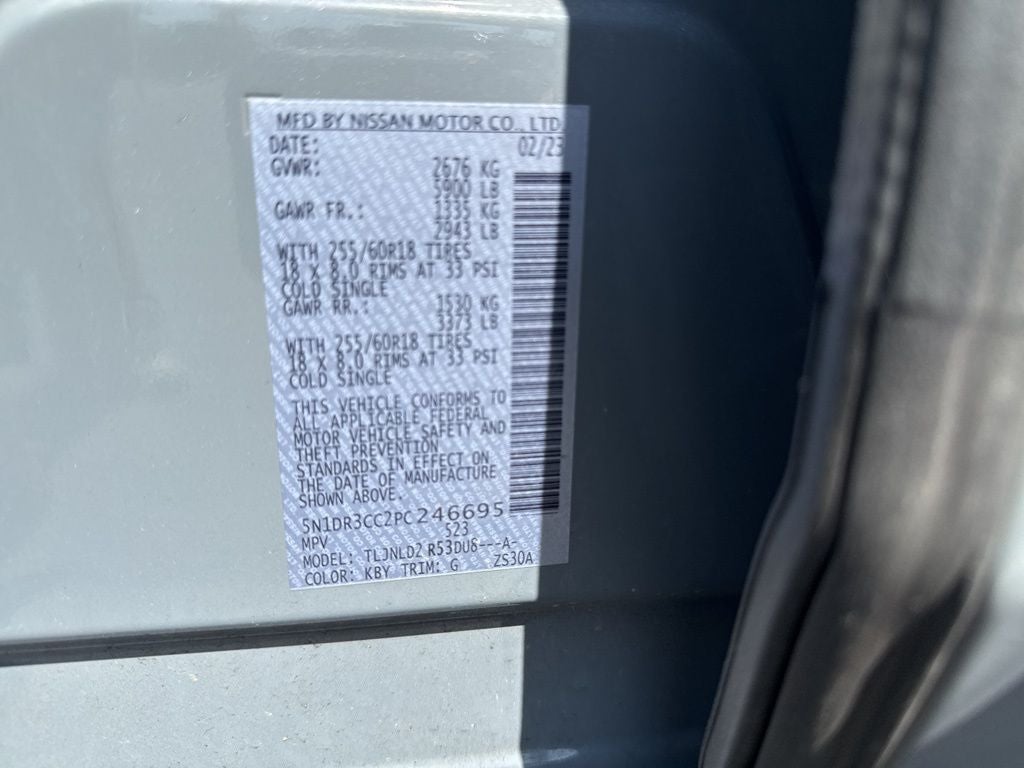 MFD BY NISSAN MOTOR CO., LTD.
DATE: 02/23
GVWR: 2676 KG
5900 LB
GAWR FR.: 1335 KG
2943 LB
WITH 255/60R18 TIRES
18 X 8.0 RIMS AT 33 PSI
COLD SINGLE
GAWR RR.: 1530 KG
3373 LB
WITH 255/60R18 TIRES
18 X 8.0 RIMS AT 33 PSI
COLD SINGLE
THIS VEHICLE CONFORMS TO
ALL APPLICABLE FEDERAL
MOTOR VEHICLE SAFETY AND
THEFT PREVENTION
STANDARDS IN EFFECT ON
THE DATE OF MANUFACTURE
SHOWN ABOVE.
5N1DR3CC2PC246695
MPV 523
MODEL: TLJNLD2 R53DU8---A-
COLOR: KBY TRIM: G ZS30A